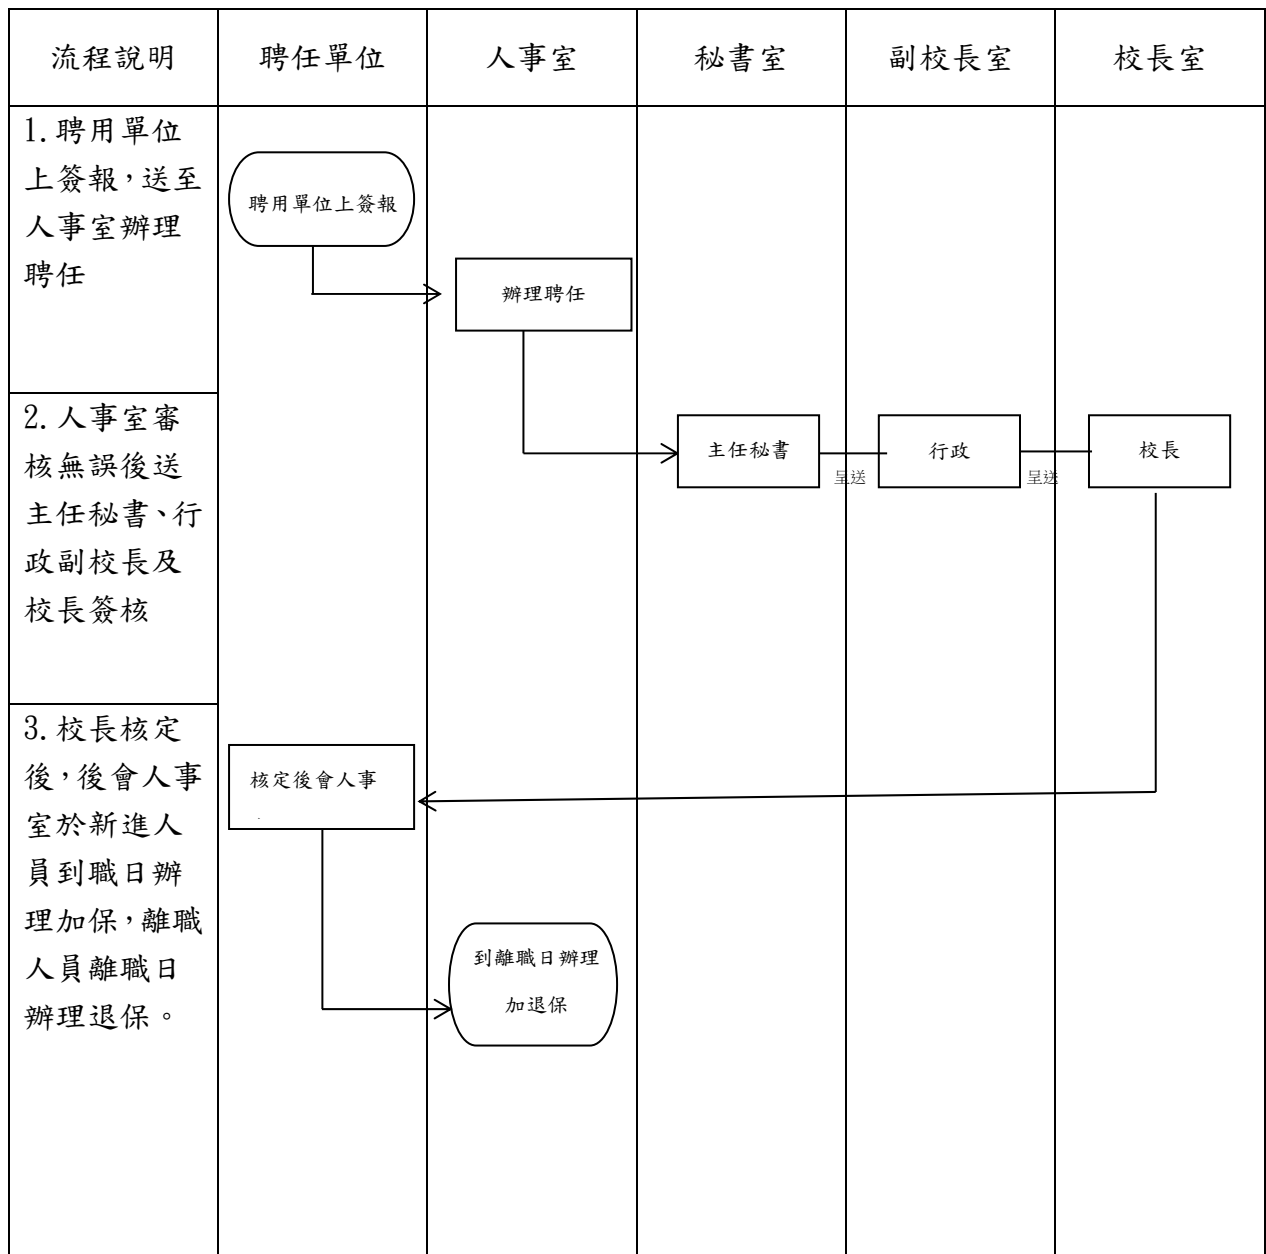 流程說明
聘任單位
人事室
秘書室
副校長室
校長室
1.聘用單位
上簽報,送至
人事室辦理
聘任
聘用單位上簽報
辦理聘任
2.人事室審
核無誤後送
主任秘書、行
政副校長及
校長簽核
主任秘書
呈送
行政
呈送
校長
3.校長核定
後,後會人事
室於新進人
員到職日辦
理加保,離職
人員離職日
辦理退保。
核定後會人事
到離職日辦理
加退保